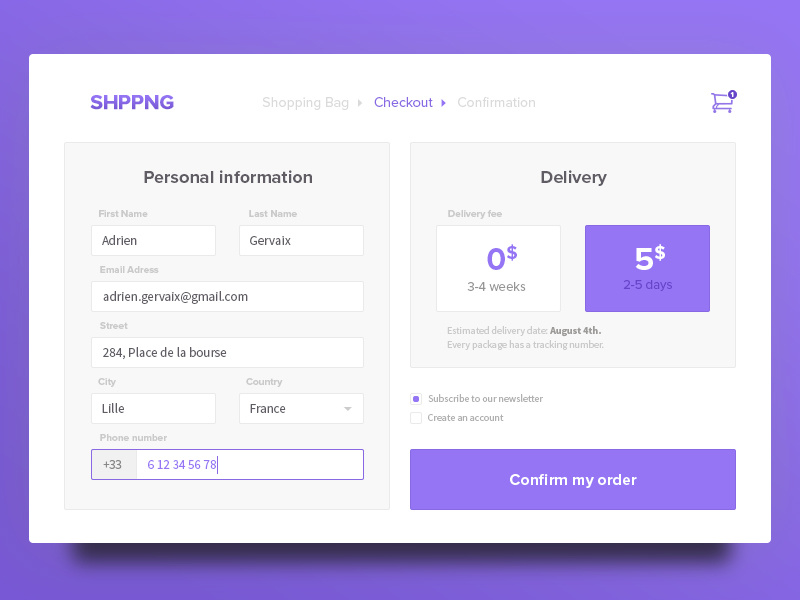 SHPPNG
Shopping Bag Checkout Confirmation
1
Personal information
First Name Last Name
Adrien Gervaix
Email Adress
adrien.gervaix@gmail.com
Street
284, Place de la bourse
City Country
Lille France
Phone number
+33 6 12 34 56 78
Delivery
Delivery fee
0$ 5$
3-4 weeks 2-5 days
Estimated delivery date: August 4th.
Every package has a tracking number.
Subscribe to our newsletter
Create an account
Confirm my order